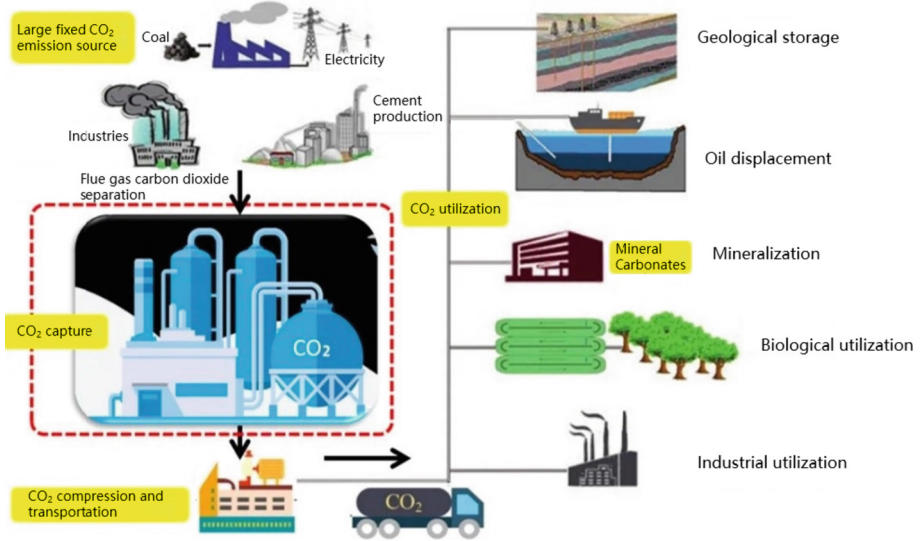 Large fixed CO₂
emission source
Coal
Electricity
Industries
Cement
production
Flue gas carbon dioxide
separation
CO₂ capture
CO₂
CO₂ compression and
transportation
CO₂
CO₂ utilization
Geological storage
Oil displacement
Mineral
Carbonates
Mineralization
Biological utilization
Industrial utilization